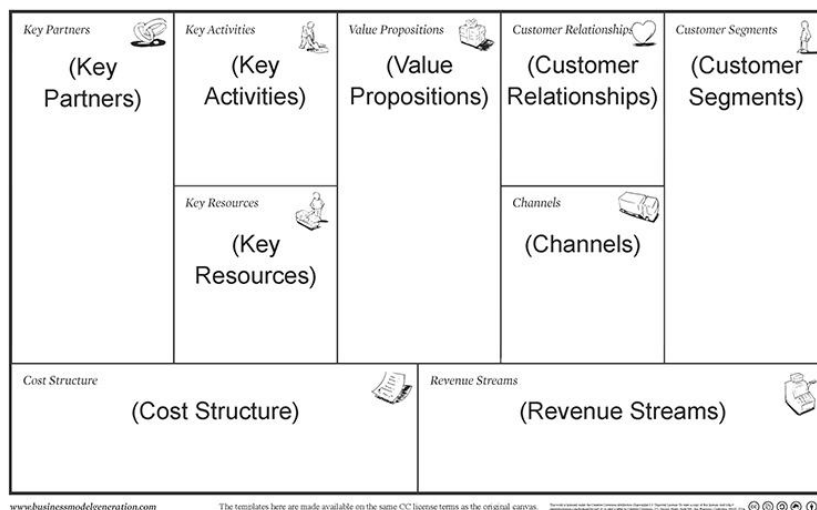 Key Partners
(Key
Partners)
Key Activities
(Key
Activities)
Key Resources
(Key
Resources)
Value Propositions
(Value
Propositions)
Customer Relationships
(Customer
Relationships)
Channels
(Channels)
Customer Segments
(Customer
Segments)
Cost Structure
(Cost Structure)
Revenue Streams
(Revenue Streams)
www.businessmodelgeneration.com
The templates here are made available on the same CC license terms as the original canvas.